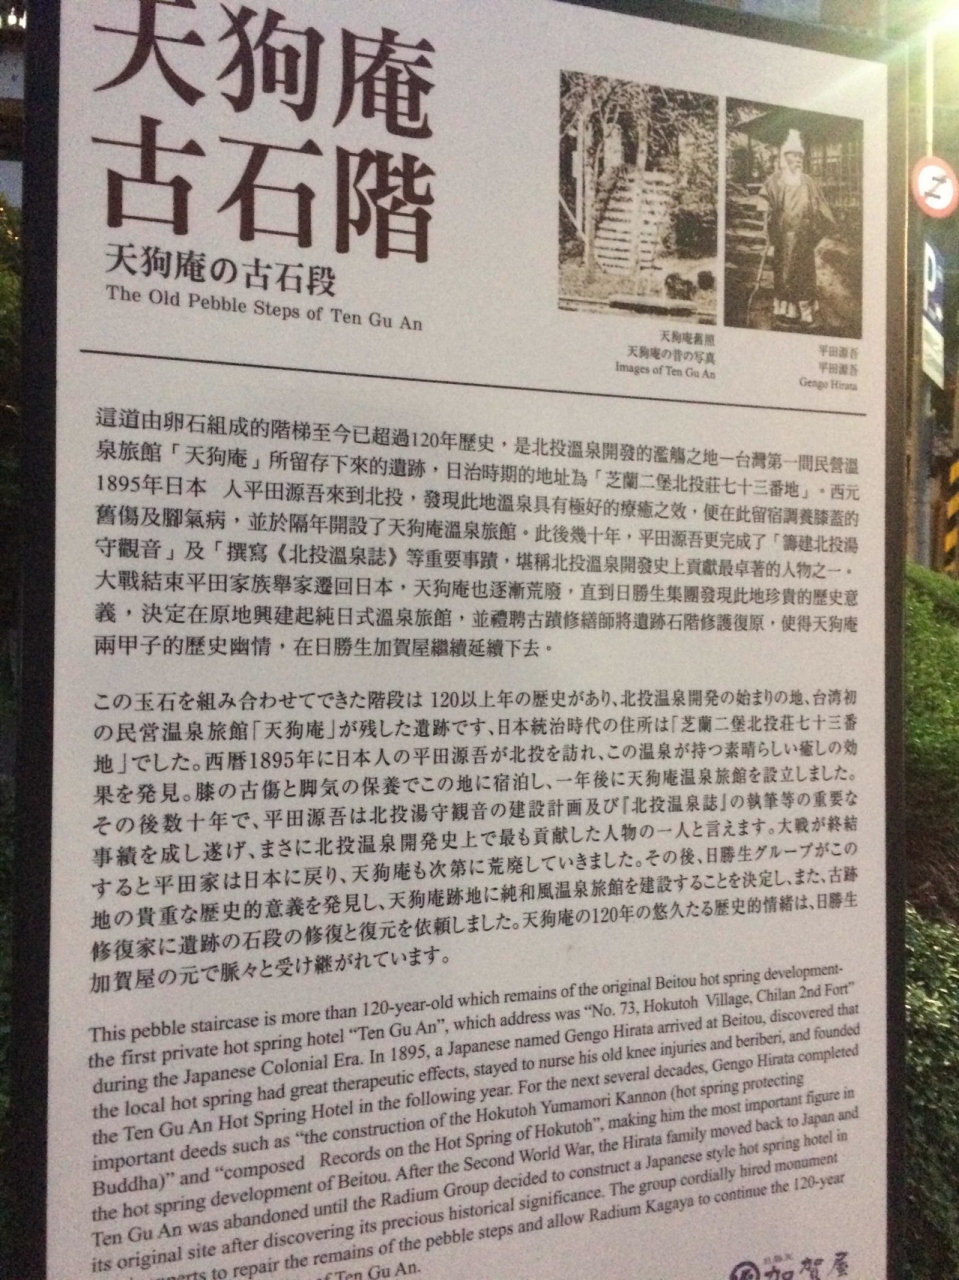 天狗庵
古石階
天狗庵の古石段
The Old Pebble Steps of Ten Gu An
天狗庵舊照
天狗庵の昔の写真
Images of Ten Gu An
平田源吾
平田源吾
Gengo Hirata
這道由卵石組成的階梯至今已超過120年歷史，是北投溫泉開發的濫觴之地—台灣第一間民營溫
泉旅館「天狗庵」所留存下來的遺跡，日治時期的地址為「芝蘭二堡北投莊七十三番地」。西元
1895年日本 人平田源吾來到北投，發現此地溫泉具有極好的療癒之效，便在此留宿調養膝蓋的
舊傷及腳氣病，並於隔年開設了天狗庵溫泉旅館。此後幾十年，平田源吾更完成了「籌建北投湯
守觀音」及「撰寫《北投溫泉誌》等重要事蹟，堪稱北投溫泉開發史上貢獻最卓著的人物之一。
大戰結束平田家族舉家遷回日本，天狗庵也逐漸荒廢，直到日勝生集團發現此地珍貴的歷史意
義，決定在原地興建起純日式溫泉旅館，並禮聘古蹟修繕師將遺跡石階修護復原，使得天狗庵
兩甲子的歷史幽情，在日勝生加賀屋繼續延續下去。
この玉石を組み合わせてできた階段は 120以上年の歴史があり、北投温泉開発の始まりの地、台湾初
の民営温泉旅館「天狗庵」が残した遺跡です、日本統治時代の住所は「芝蘭二堡北投荘七十三番
地」でした。西暦1895年に日本人の平田源吾が北投を訪れ、この温泉が持つ素晴らしい癒しの効
果を発見。膝の古傷と脚気の保養でこの地に宿泊し、一年後に天狗庵温泉旅館を設立しました。
その後数十年で、平田源吾は北投湯守観音の建設計画及び『北投温泉誌』の執筆等の重要な
事績を成し遂げ、まさに北投温泉開発史上で最も貢献した人物の一人と言えます。大戦が終結
すると平田家は日本に戻り、天狗庵も次第に荒廃していきました。その後、日勝生グループがこの
地の貴重な歴史的意義を発見し、天狗庵跡地に純和風温泉旅館を建設することを決定し、また、古跡
修復家に遺跡の石段の修復と復元を依頼しました。天狗庵の120年の悠久たる歴史的情緒は、日勝生
加賀屋の元で脈々と受け継がれています。
This pebble staircase is more than 120-year-old which remains of the original Beitou hot spring development-
the first private hot spring hotel “Ten Gu An”, which address was “No. 73, Hokutoh Village, Chilan 2nd Fort”
during the Japanese Colonial Era. In 1895, a Japanese named Gengo Hirata arrived at Beitou, discovered that
the local hot spring had great therapeutic effects, stayed to nurse his old knee injuries and beriberi, and founded
the Ten Gu An Hot Spring Hotel in the following year. For the next several decades, Gengo Hirata completed
important deeds such as “the construction of the Hokutoh Yumamori Kannon (hot spring protecting
Buddha)” and “composed Records on the Hot Spring of Hokutoh”, making him the most important figure in
the hot spring development of Beitou. After the Second World War, the Hirata family moved back to Japan and
Ten Gu An was abandoned until the Radium Group decided to construct a Japanese style hot spring hotel in
its original site after discovering its precious historical significance. The group cordially hired monument
to repair the remains of the pebble steps and allow Radium Kagaya to continue the 120-year
of Ten Gu An.
加賀屋